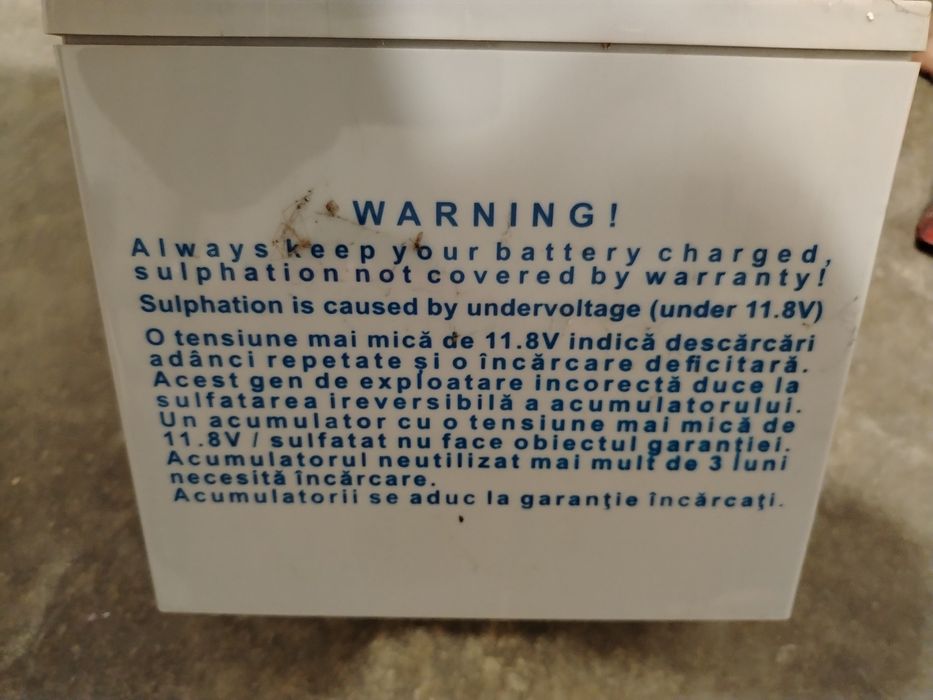 WARNING!
Always keep your battery charged,
sulphation not covered by warranty!
Sulphation is caused by undervoltage (under 11.8V)
O tensiune mai mică de 11.8V indică descărcări
adânci repetate şi o încărcare deficitară.
Acest gen de exploatare incorectă duce la
sulfatarea ireversibilă a acumulatorului.
Un acumulator cu o tensiune mai mică de
11.8V / sulfatat nu face obiectul garanţiei.
Acumulatorul neutilizat mai mult de 3 luni
necesită încărcare.
Acumulatorii se aduc la garanţie încărcaţi.